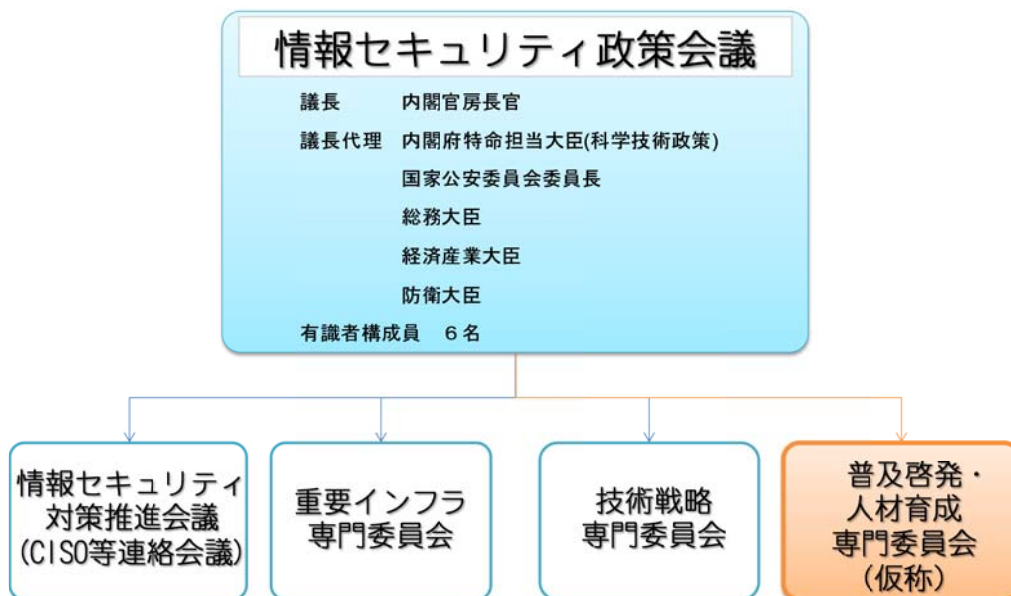 情報セキュリティ政策会議
議長 内閣官房長官
議長代理 内閣府特命担当大臣(科学技術政策)
国家公安委員会委員長
総務大臣
経済産業大臣
防衛大臣
有識者構成員 6名
情報セキュリティ
対策推進会議
(CISO等連絡会議)
重要インフラ
専門委員会
技術戦略
専門委員会
普及啓発・
人材育成
専門委員会
(仮称)